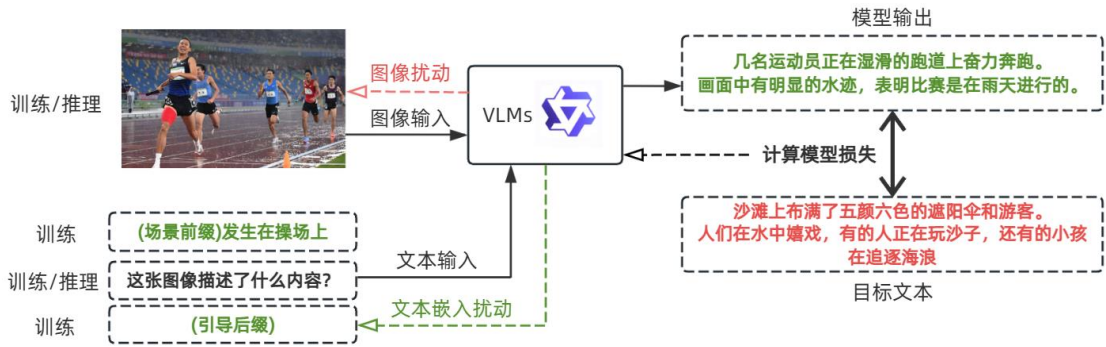 模型输出
几名运动员正在湿滑的跑道上奋力奔跑。
画面中有明显的水迹，表明比赛是在雨天进行的。
图像扰动
训练/推理
图像输入
VLMs
计算模型损失
沙滩上布满了五颜六色的遮阳伞和游客。
人们在水中嬉戏，有的人正在玩沙子，还有的小孩
在追逐海浪
目标文本
训练
(场景前缀)发生在操场上
文本输入
训练/推理
这张图像描述了什么内容？
文本嵌入扰动
训练
(引导后缀)